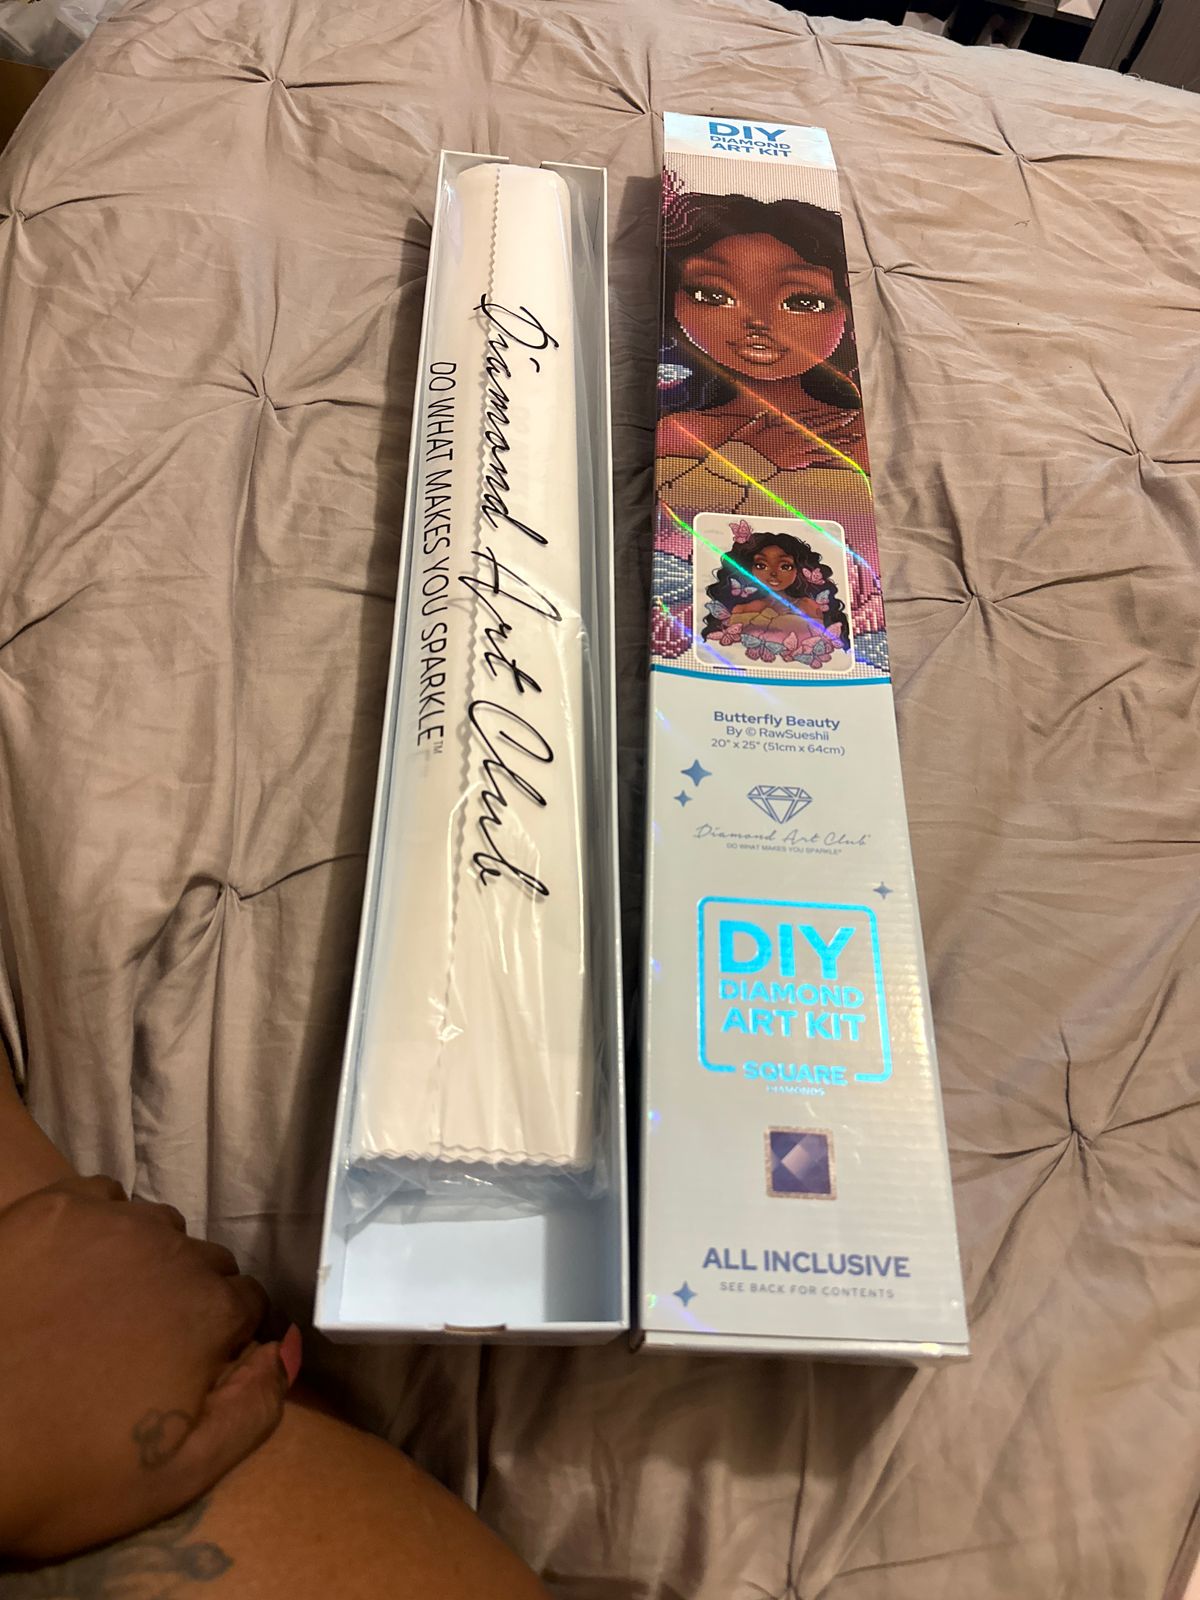 Diamond Art Club
DO WHAT MAKES YOU SPARKLE™
DIY
DIAMOND
ART KIT
Butterfly Beauty
By © RawSueshii
20" x 25" (51cm x 64cm)
Diamond Art Club®
DO WHAT MAKES YOU SPARKLE®
DIY
DIAMOND
ART KIT
SQUARE
DIAMONDS
ALL INCLUSIVE
SEE BACK FOR CONTENTS